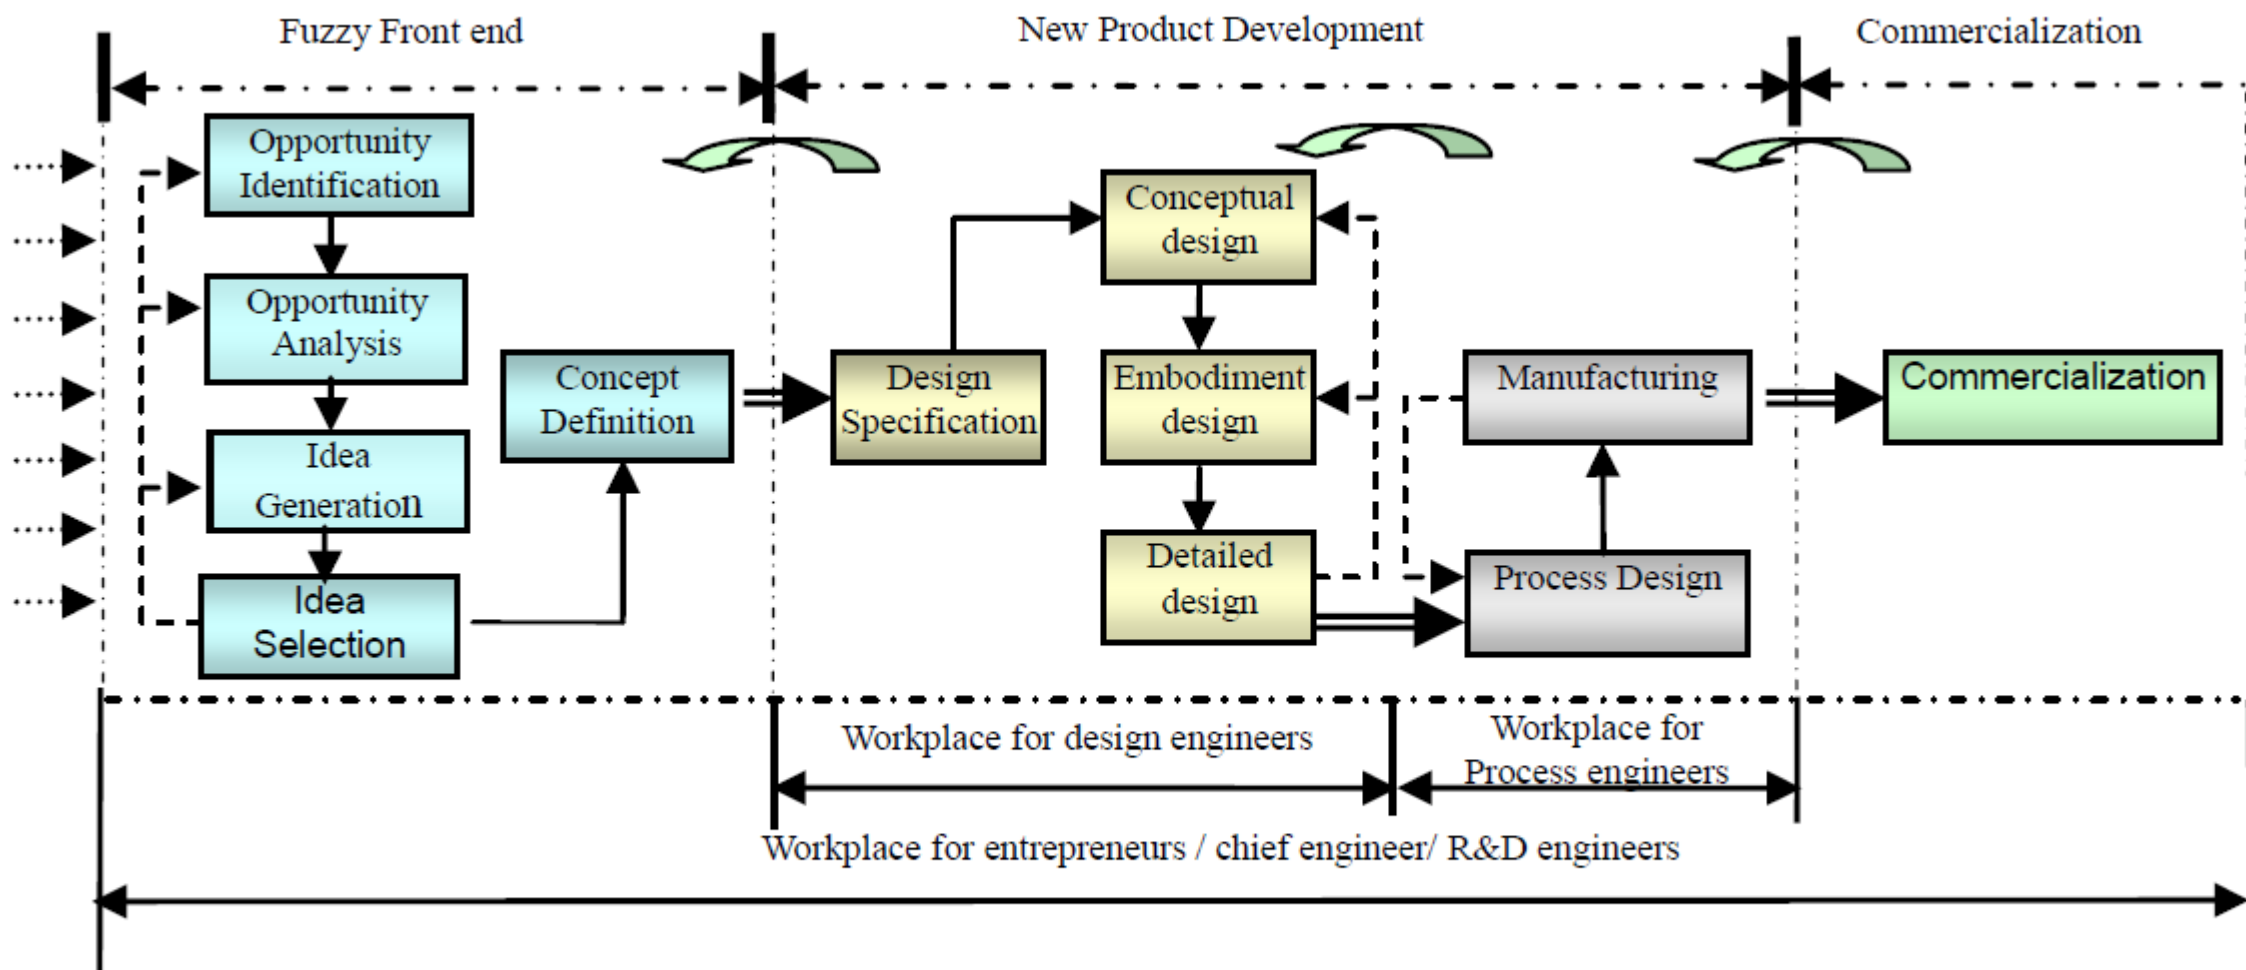 Fuzzy Front end
New Product Development
Commercialization
Opportunity
Identification
Opportunity
Analysis
Idea
Generation
Idea
Selection
Concept
Definition
Design
Specification
Conceptual
design
Embodiment
design
Detailed
design
Manufacturing
Process Design
Commercialization
Workplace for design engineers
Workplace for
Process engineers
Workplace for entrepreneurs / chief engineer/ R&D engineers